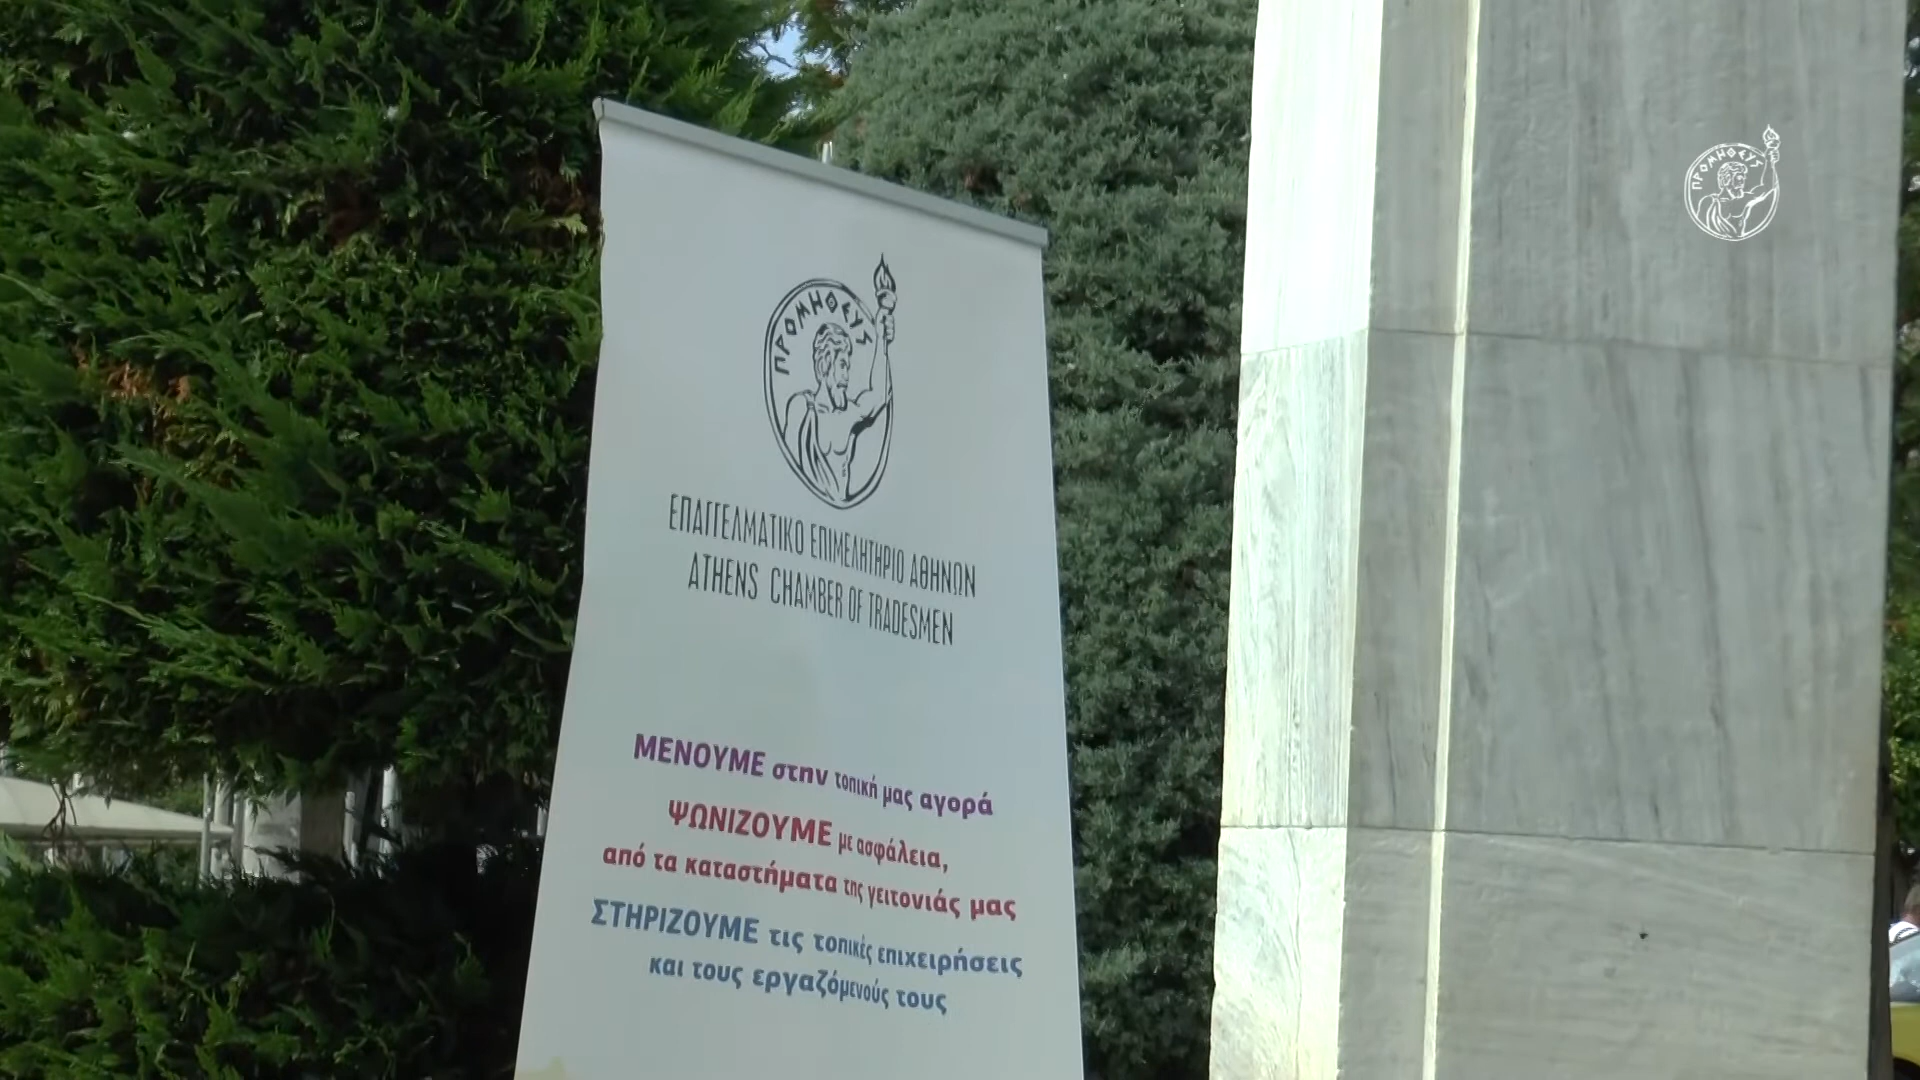 ΠΡΟΜΗΘΕΥΣ
ΕΠΑΓΓΕΛΜΑΤΙΚΟ ΕΠΙΜΕΛΗΤΗΡΙΟ ΑΘΗΝΩΝ
ATHENS CHAMBER OF TRADESMEN
ΜΕΝΟΥΜΕ στην τοπική μας αγορά
ΨΩΝΙΖΟΥΜΕ με ασφάλεια,
από τα καταστήματα της γειτονιάς μας
ΣΤΗΡΙΖΟΥΜΕ τις τοπικές επιχειρήσεις
και τους εργαζόμενούς τους
ΠΡΟΜΗΘΕΥΣ